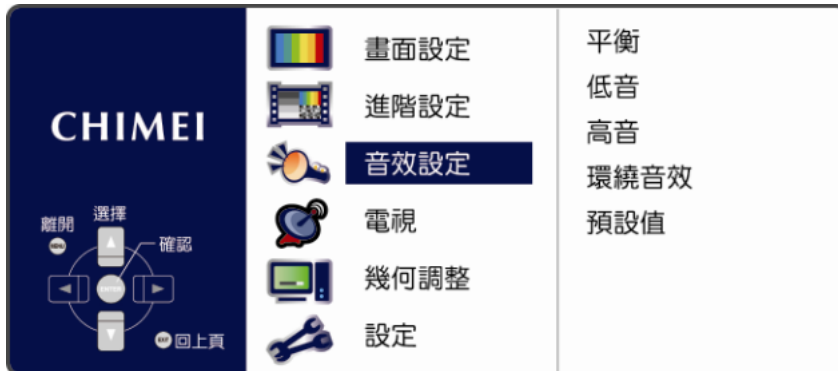 CHIMEI
離開
選擇
MENU
確認
ENTER
EXIT
回上頁
畫面設定
進階設定
音效設定
電視
幾何調整
設定
平衡
低音
高音
環繞音效
預設值